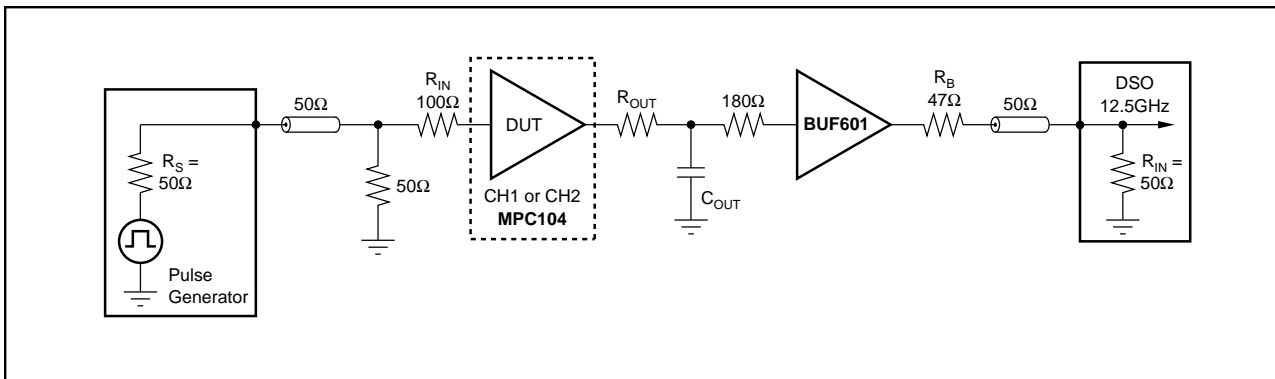 R_S =
50Ω
Pulse
Generator
50Ω
50Ω
R_IN
100Ω
DUT
CH1 or CH2
MPC104
R_OUT
C_OUT
180Ω
BUF601
R_B
47Ω
50Ω
DSO
12.5GHz
R_IN =
50Ω